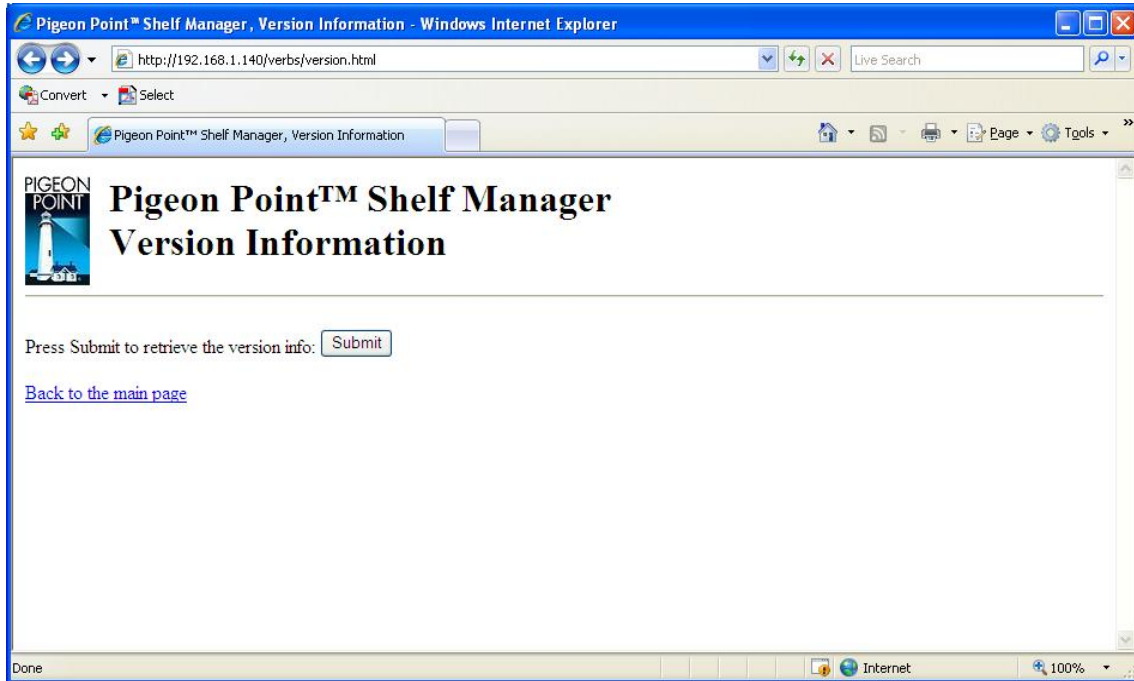 Pigeon Point™ Shelf Manager, Version Information - Windows Internet Explorer
http://192.168.1.140/verbs/version.html
Live Search
Convert
Select
Pigeon Point™ Shelf Manager, Version Information
Page
Tools
»
PIGEON
POINT
Pigeon Point™ Shelf Manager
Version Information
Press Submit to retrieve the version info:
Submit
Back to the main page
Done
Internet
100%